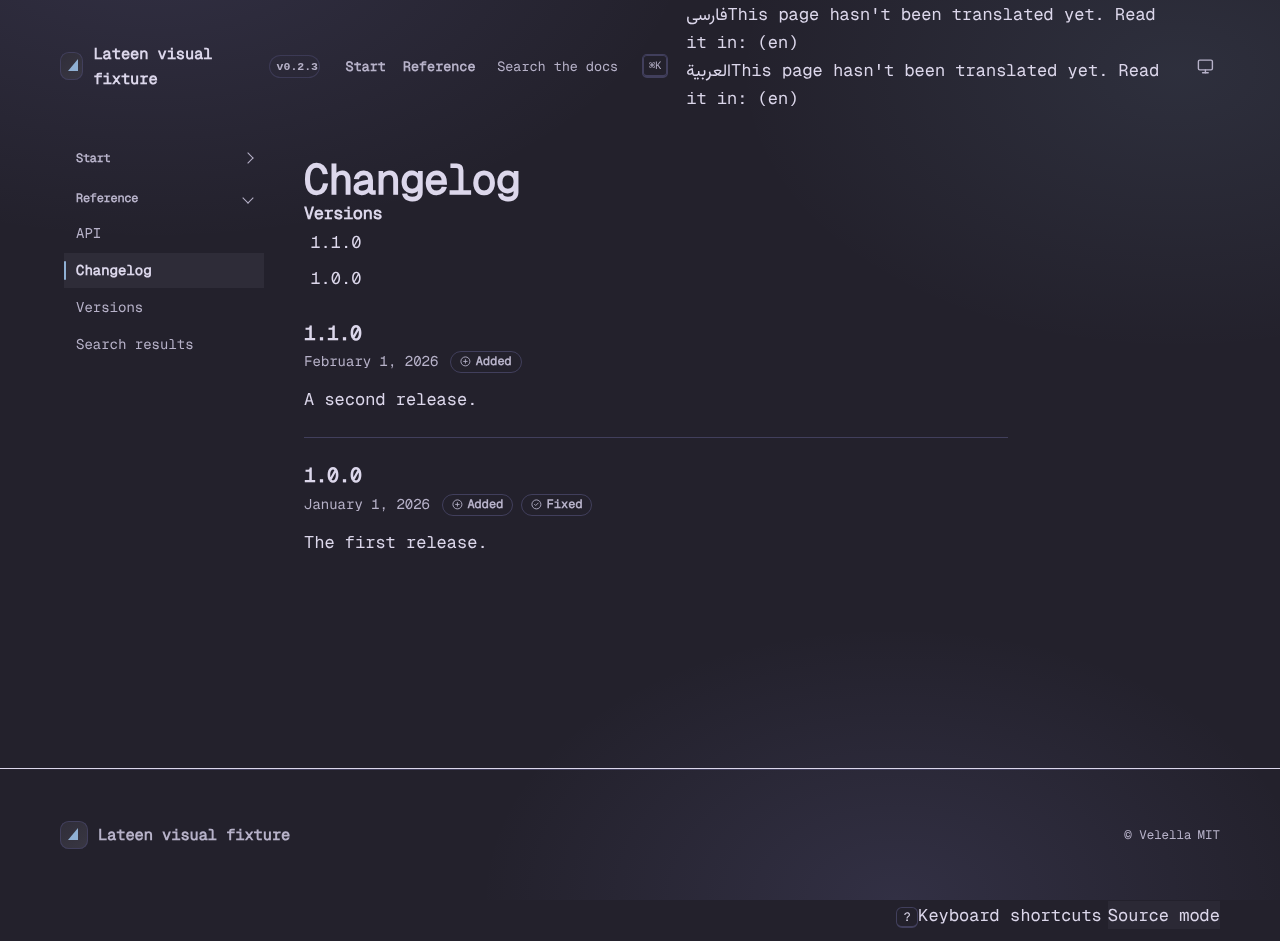 Lateen visual
fixture
v0.2.3
Start
Reference
Search the docs
⌘K
فارسیThis page hasn't been translated yet. Read
it in: (en)
العربيةThis page hasn't been translated yet. Read
it in: (en)
Start
Reference
API
Changelog
Versions
Search results
Changelog
Versions
1.1.0
1.0.0
1.1.0
February 1, 2026
Added
A second release.
1.0.0
January 1, 2026
Added
Fixed
The first release.
Lateen visual fixture
© Velella MIT
? Keyboard shortcuts
Source mode